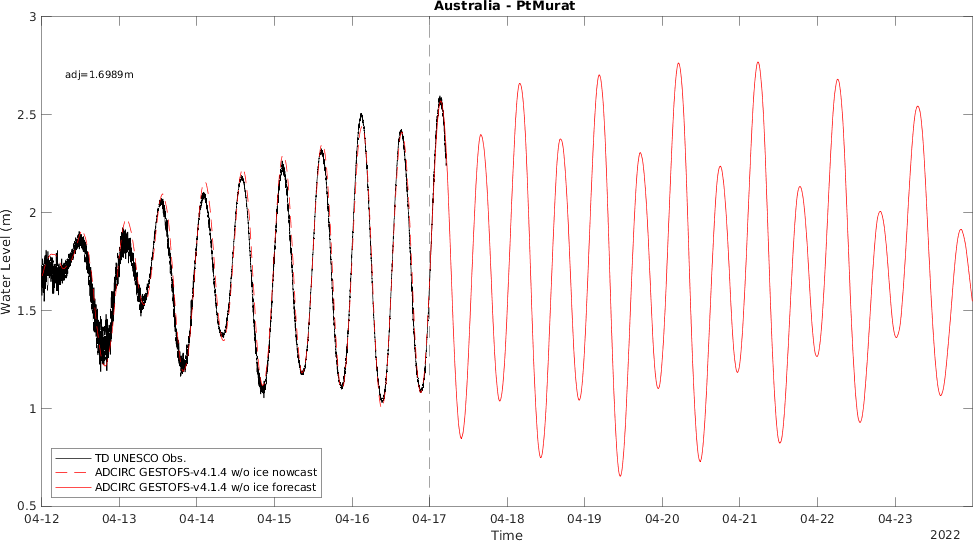 Australia - PtMurat
adj=1.6989m
Water Level (m)
3
2.5
2
1.5
1
0.5
TD UNESCO Obs.
ADCIRC GESTOFS-v4.1.4 w/o ice nowcast
ADCIRC GESTOFS-v4.1.4 w/o ice forecast
04-12 04-13 04-14 04-15 04-16 04-17 04-18 04-19 04-20 04-21 04-22 04-23
Time
2022